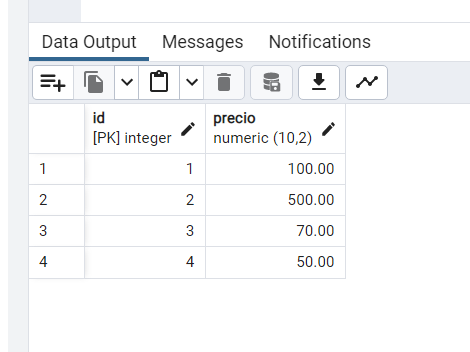 Data Output Messages Notifications
id precio
[PK] integer numeric (10,2)
1 1 100.00
2 2 500.00
3 3 70.00
4 4 50.00